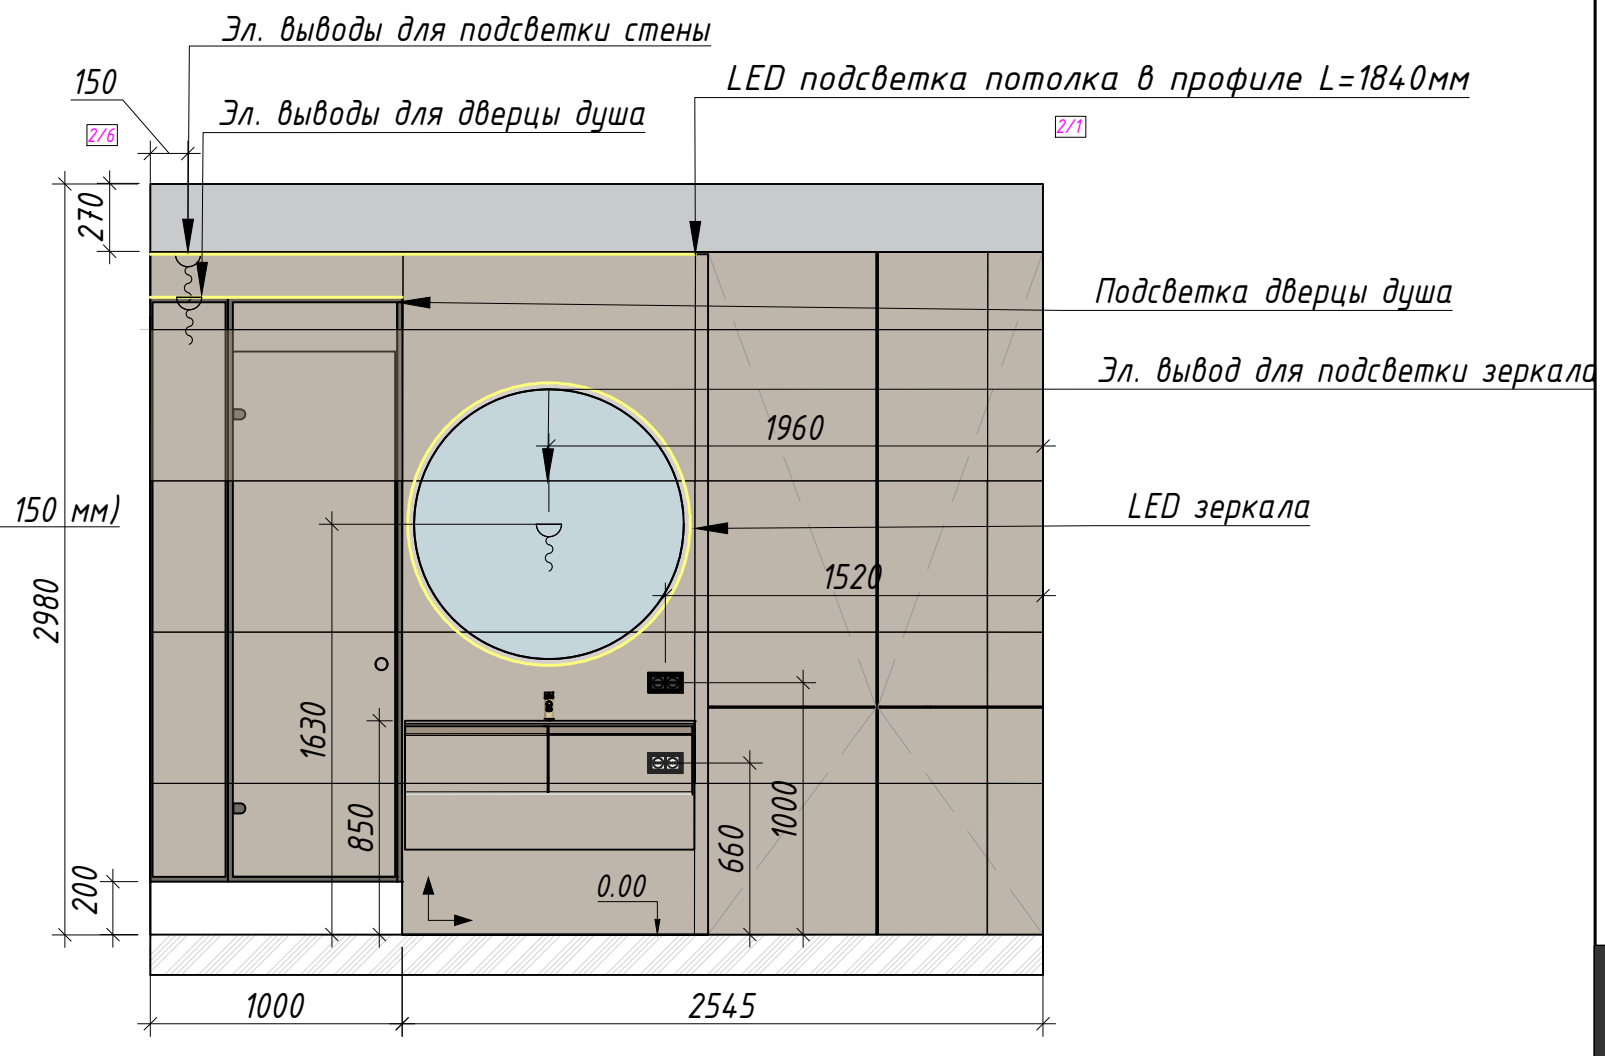 Эл. выводы для подсветки стены
LED подсветка потолка в профиле L=1840мм
150
Эл. выводы для дверцы душа
2/6
2/1
270
Подсветка дверцы душа
Эл. вывод для подсветки зеркала
1960
150 мм)
LED зеркала
1520
2980
1630
850
1000
660
200
0.00
1000
2545